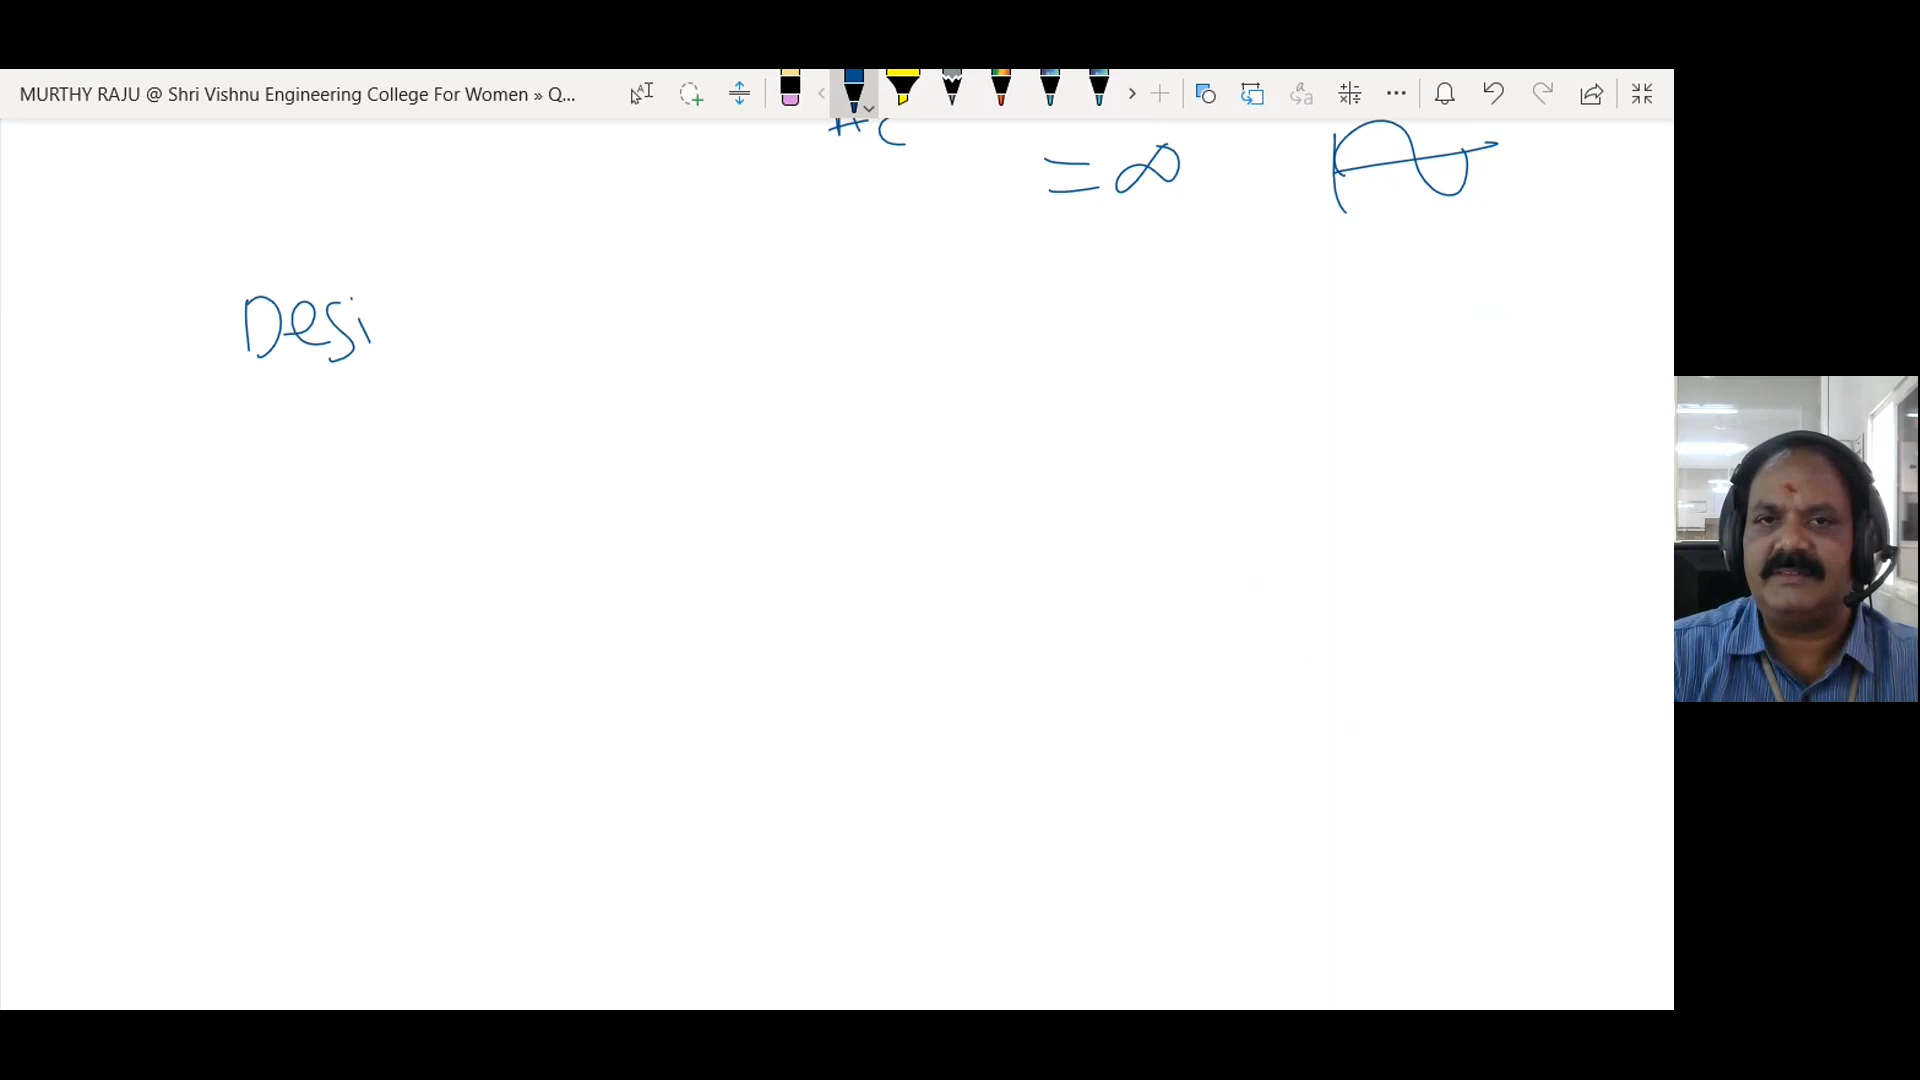 MURTHY RAJU @ Shri Vishnu Engineering College For Women » Q...
= ∞
Desi